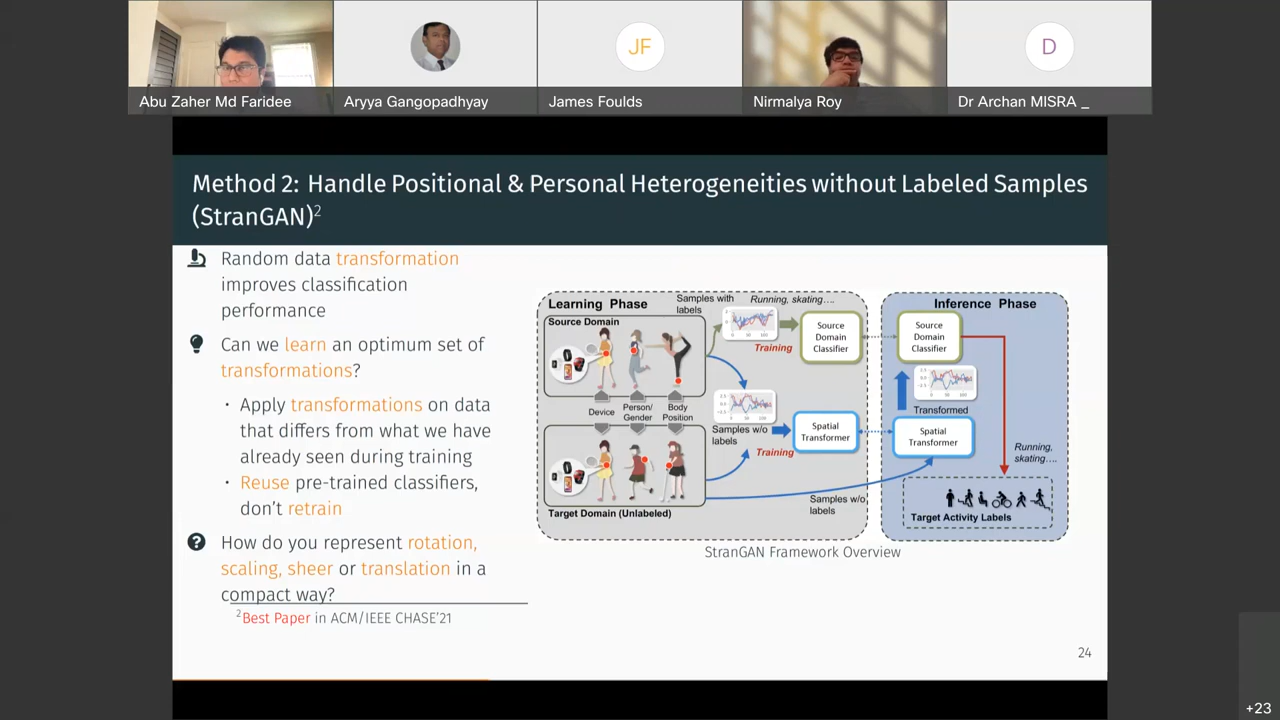 JF
D
Abu Zaher Md Faridee
Aryya Gangopadhyay
James Foulds
Nirmalya Roy
Dr Archan MISRA _
Method 2: Handle Positional & Personal Heterogeneities without Labeled Samples
(StranGAN)2
Random data transformation
improves classification
performance
Can we learn an optimum set of
transformations?
· Apply transformations on data
that differs from what we have
already seen during training
· Reuse pre-trained classifiers,
don't retrain
How do you represent rotation,
scaling, sheer or translation in a
compact way?
2Best Paper in ACM/IEEE CHASE'21
Learning Phase
Samples with
labels
Running, skating....
Source Domain
Training
Source
Domain
Classifier
Device
Person/
Gender
Body
Position
Samples w/o
labels
Training
Spatial
Transformer
Target Domain (Unlabeled)
Samples w/o
labels
Inference Phase
Source
Domain
Classifier
Transformed
Spatial
Transformer
Running,
skating....
Target Activity Labels
StranGAN Framework Overview
24
+23